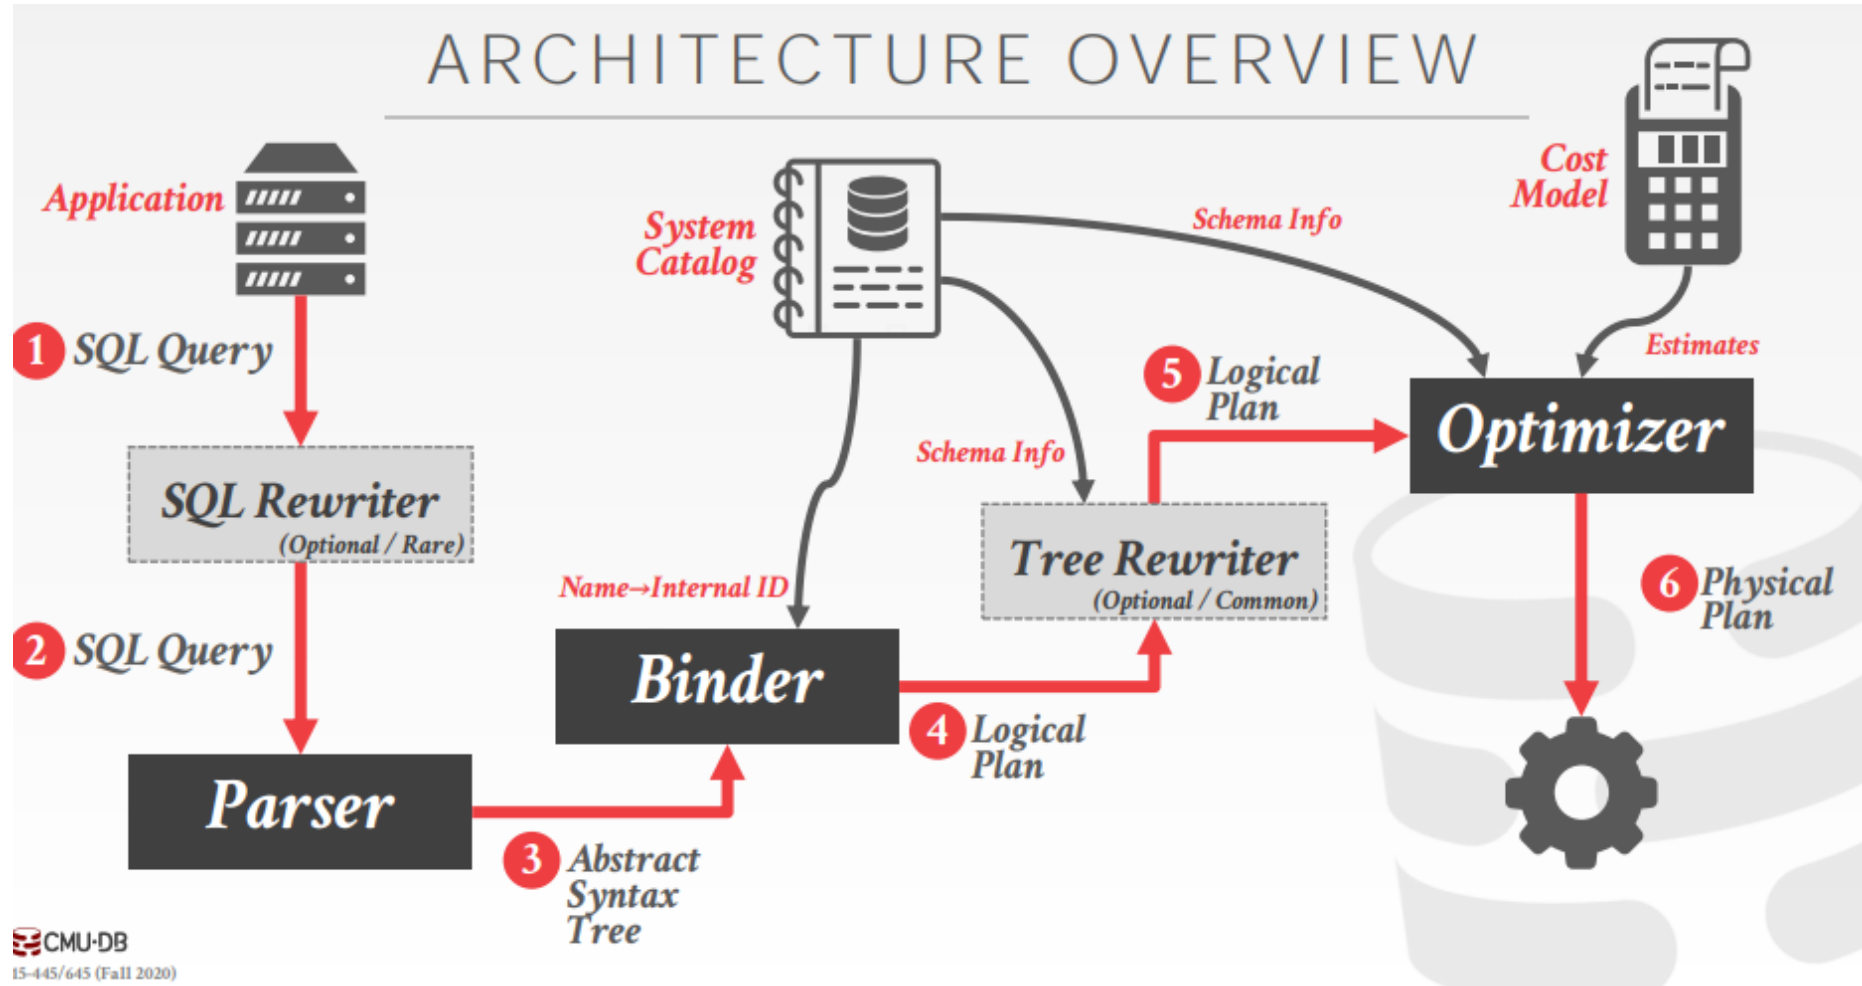 ARCHITECTURE OVERVIEW
Application
System
Catalog
Schema Info
Cost
Model
1 SQL Query
Estimates
5 Logical
Plan
Optimizer
Schema Info
SQL Rewriter
(Optional / Rare)
Tree Rewriter
(Optional / Common)
Name→Internal ID
6 Physical
Plan
2 SQL Query
Binder
4 Logical
Plan
Parser
3 Abstract
Syntax
Tree
CMU·DB
15-445/645 (Fall 2020)